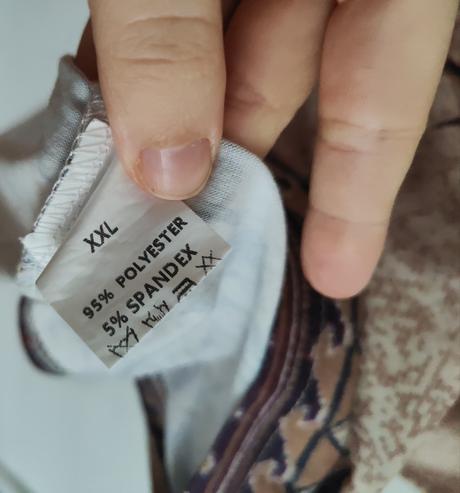 XXL
95% POLYESTER
5% SPANDEX